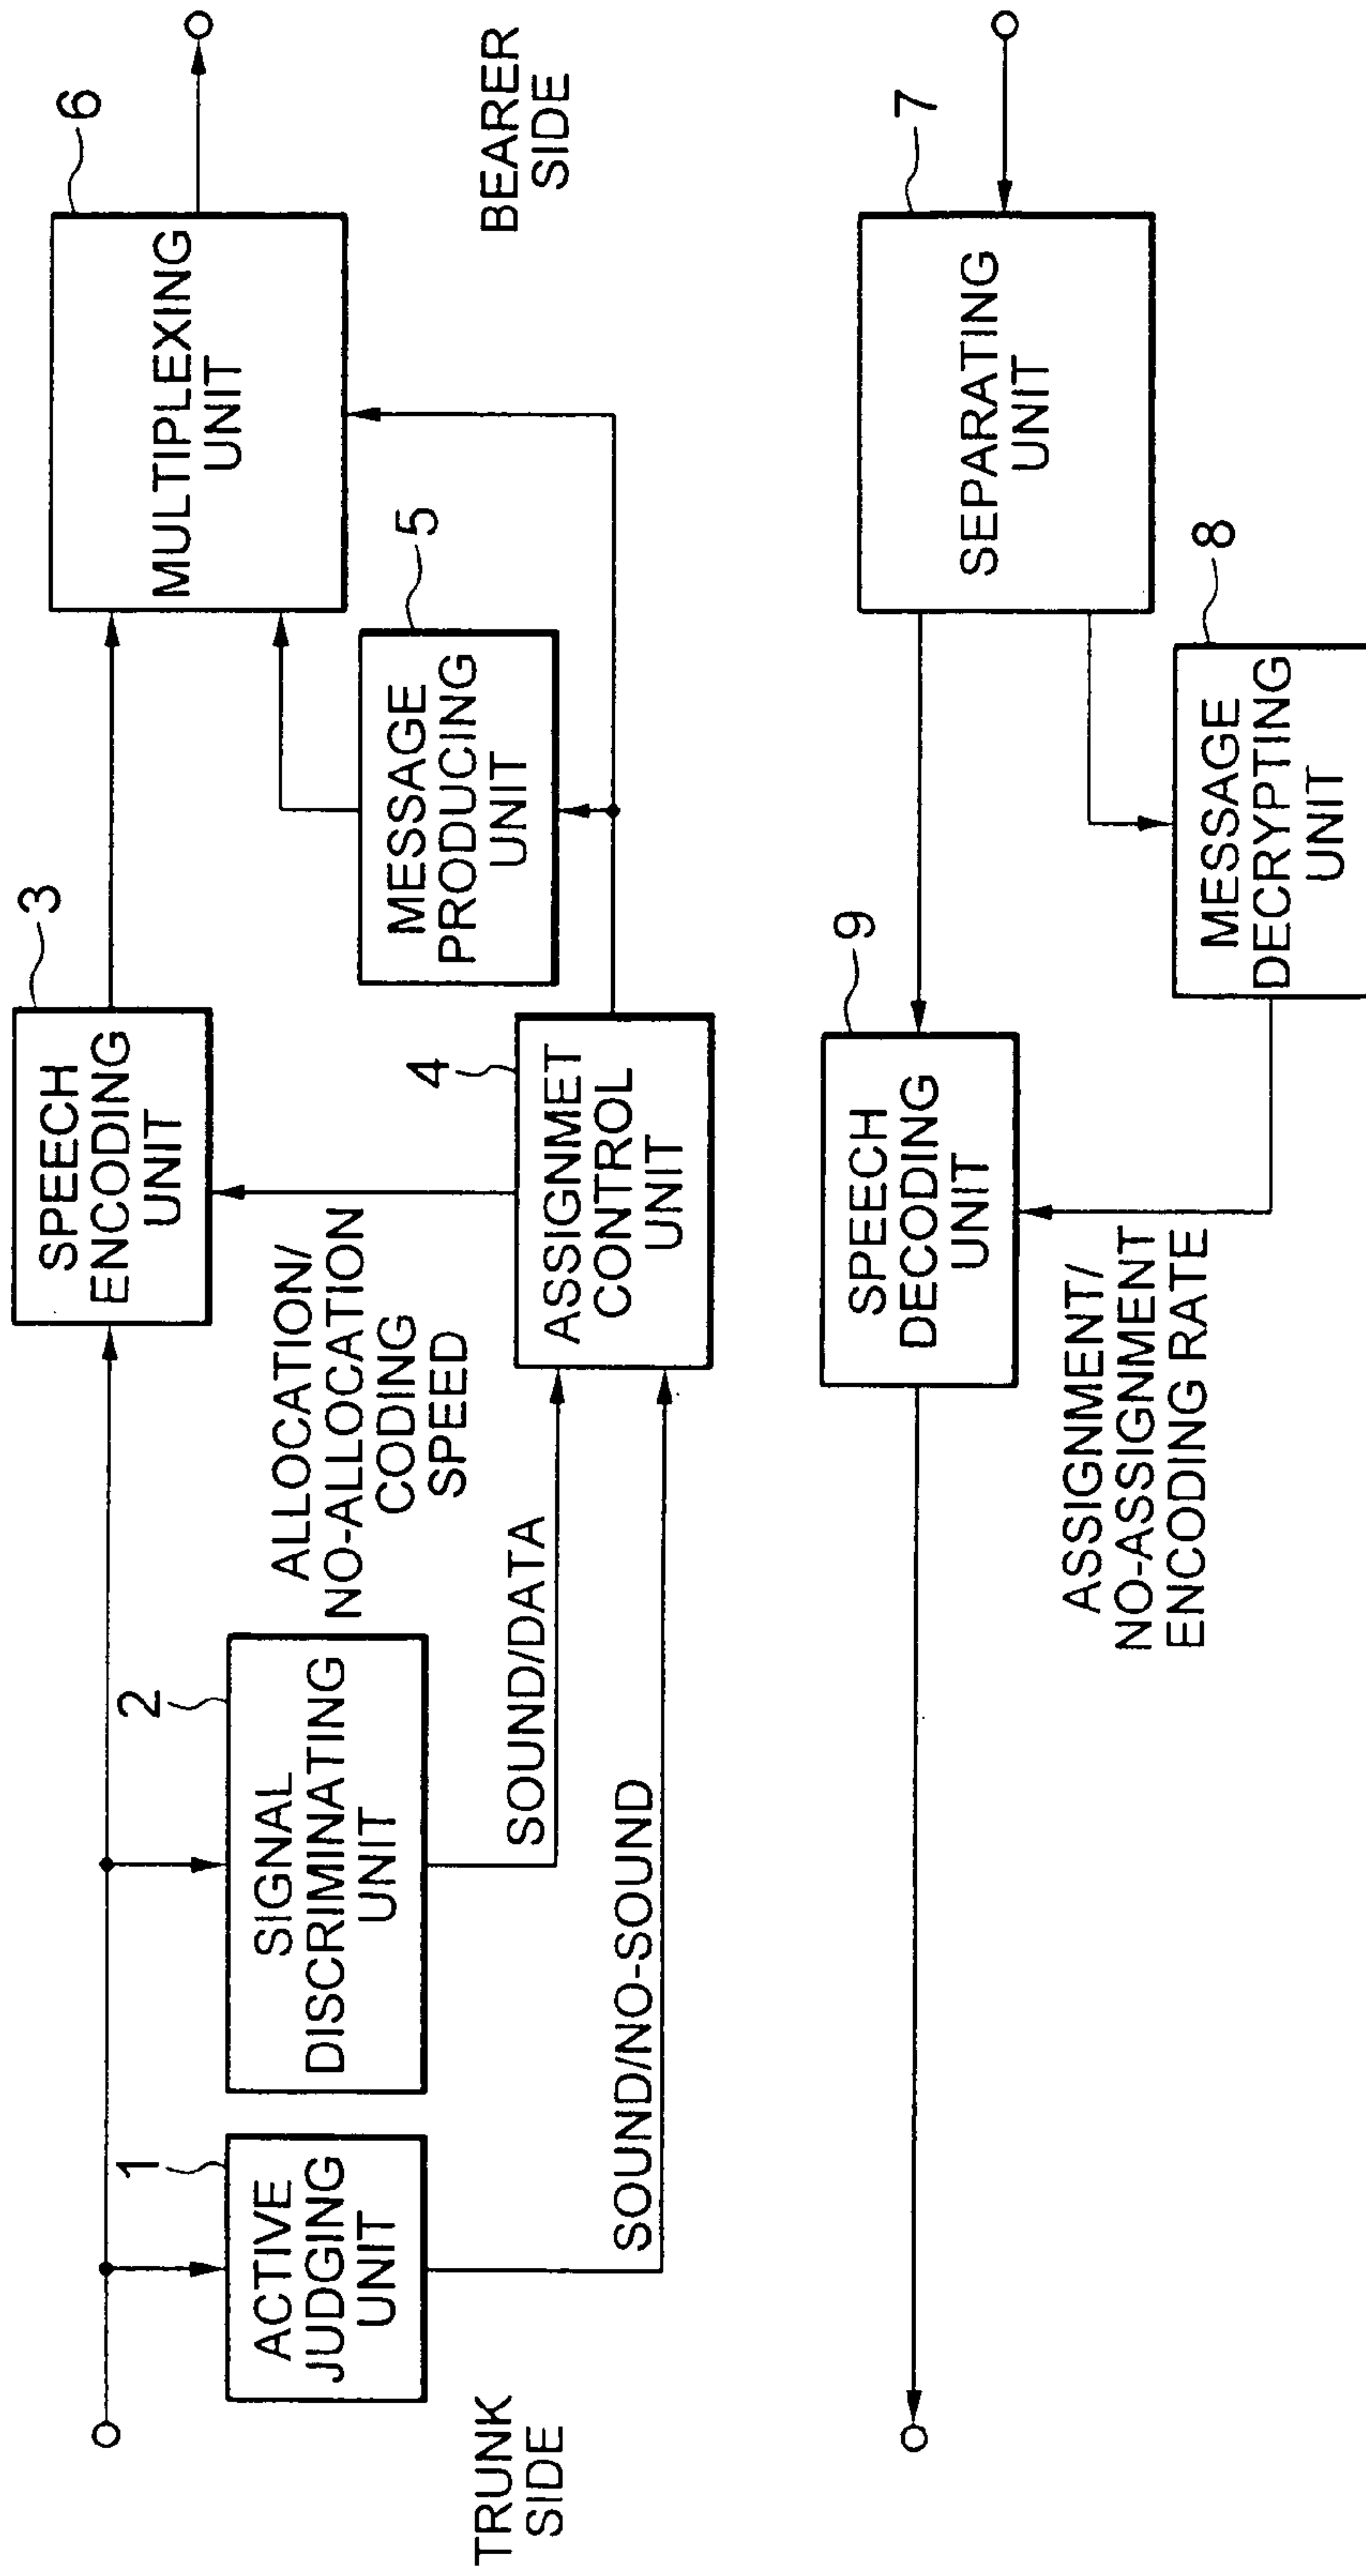 3
SPEECH
ENCODING
UNIT
6
MULTIPLEXING
UNIT
1
ACTIVE
JUDGING
UNIT
2
SIGNAL
DISCRIMINATING
UNIT
ALLOCATION/
NO-ALLOCATION
CODING
SPEED
5
MESSAGE
PRODUCING
UNIT
4
ASSIGNMET
CONTROL
UNIT
SOUND/DATA
SOUND/NO-SOUND
TRUNK
SIDE
BEARER
SIDE
9
SPEECH
DECODING
UNIT
7
SEPARATING
UNIT
ASSIGNMENT/
NO-ASSIGNMENT
ENCODING RATE
8
MESSAGE
DECRYPTING
UNIT